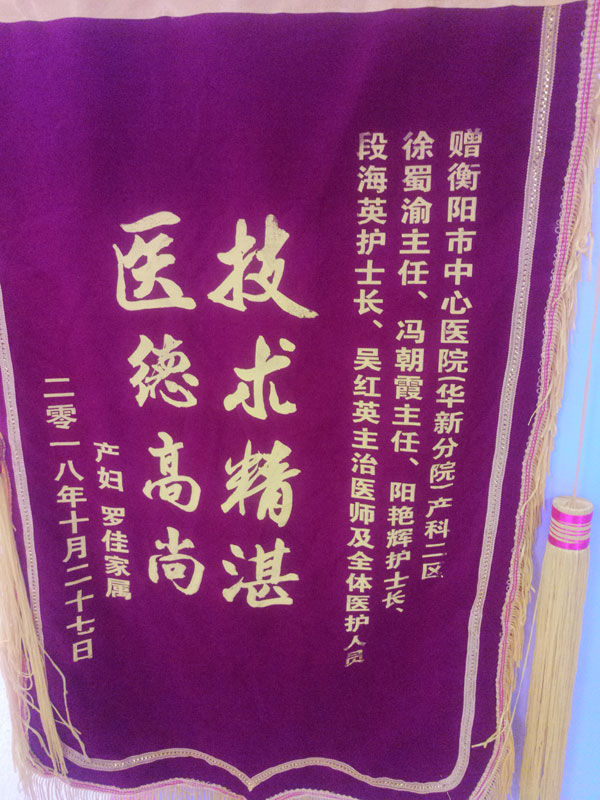 赠衡阳市中心医院(华新分院)产科二区
徐蜀渝主任、冯朝霞主任、阳艳辉护士长、
段海英护士长、吴红英主治医师及全体医护人员
技术精湛
医德高尚
产妇 罗佳家属
二零一八年十月二十七日